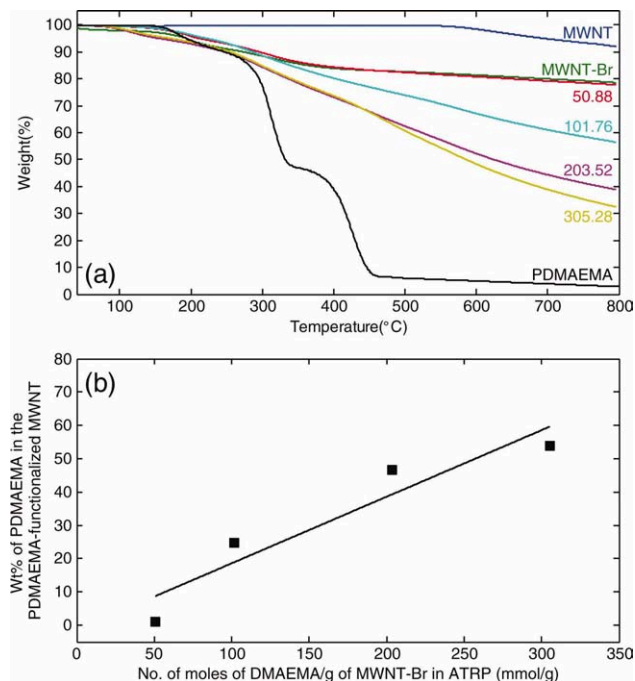 100
90
80
70
60
50
40
30
20
10
0
Weight(%)
MWNT
MWNT-Br
50.88
101.76
203.52
305.28
PDMAEMA
(a)
100 200 300 400 500 600 700 800
Temperature(°C)
80
70
60
50
40
30
20
10
0
Wt% of PDMAEMA in the
PDMAEMA-functionalized MWNT
(b)
0 50 100 150 200 250 300 350
No. of moles of DMAEMA/g of MWNT-Br in ATRP (mmol/g)